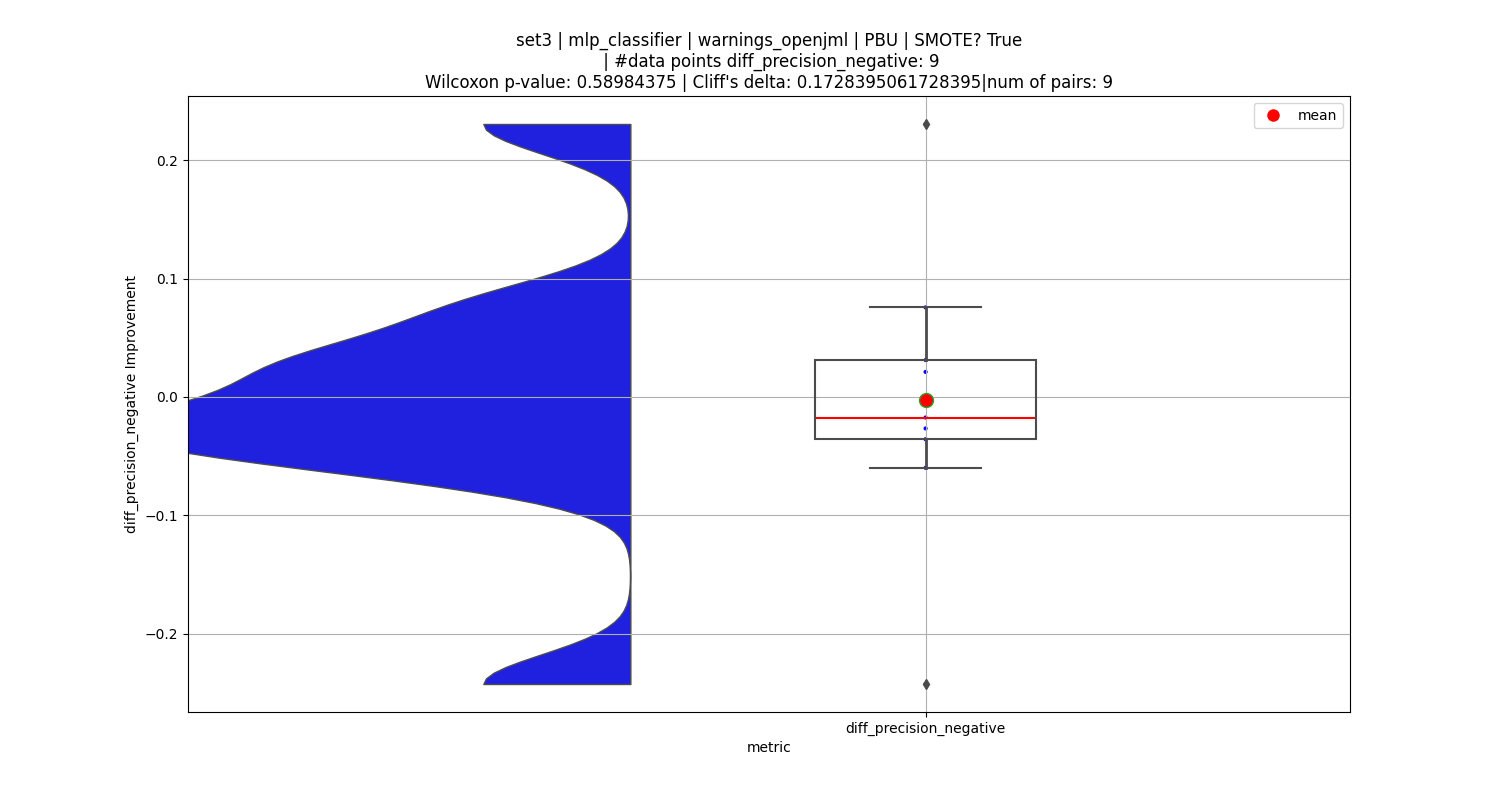 set3 | mlp_classifier | warnings_openjml | PBU | SMOTE? True
| #data points diff_precision_negative: 9
Wilcoxon p-value: 0.58984375 | Cliff's delta: 0.1728395061728395|num of pairs: 9
mean
0.2
0.1
0.0
−0.1
−0.2
diff_precision_negative Improvement
diff_precision_negative
metric